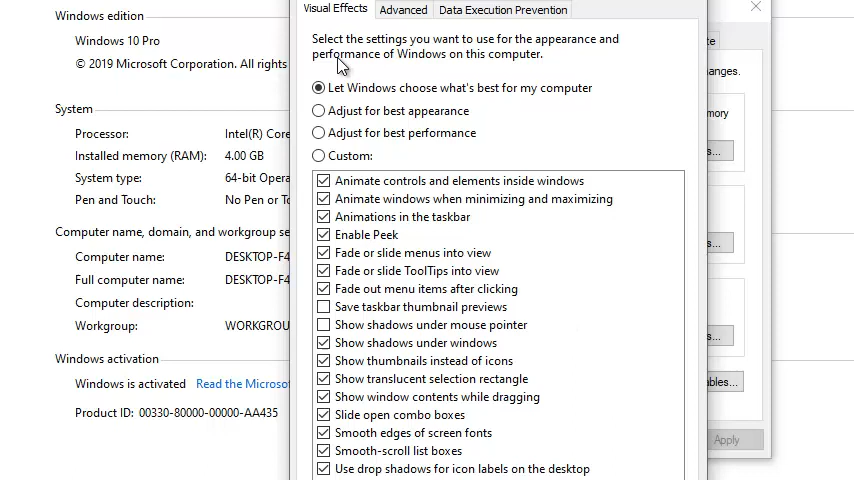 Windows edition
Windows 10 Pro
© 2019 Microsoft Corporation. All rights
System
Processor: Intel(R) Core
Installed memory (RAM): 4.00 GB
System type: 64-bit Opera
Pen and Touch: No Pen or To
Computer name, domain, and workgroup se
Computer name: DESKTOP-F4
Full computer name: DESKTOP-F4
Computer description:
Workgroup: WORKGROU
Windows activation
Windows is activated Read the Microsof
Product ID: 00330-80000-00000-AA435
Visual Effects Advanced Data Execution Prevention
Select the settings you want to use for the appearance and
performance of Windows on this computer.
Let Windows choose what's best for my computer
Adjust for best appearance
Adjust for best performance
Custom:
Animate controls and elements inside windows
Animate windows when minimizing and maximizing
Animations in the taskbar
Enable Peek
Fade or slide menus into view
Fade or slide ToolTips into view
Fade out menu items after clicking
Save taskbar thumbnail previews
Show shadows under mouse pointer
Show shadows under windows
Show thumbnails instead of icons
Show translucent selection rectangle
Show window contents while dragging
Slide open combo boxes
Smooth edges of screen fonts
Smooth-scroll list boxes
Use drop shadows for icon labels on the desktop
te
anges.
mory
s...
s...
s...
ables...
Apply